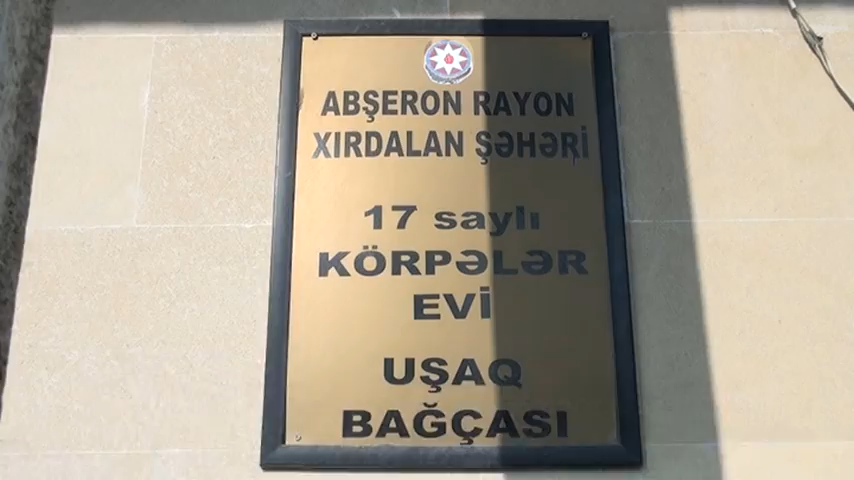 ABŞERON RAYON
XIRDALAN ŞƏHƏRİ
17 saylı
KÖRPƏLƏR
EVİ
UŞAQ
BAĞÇASI